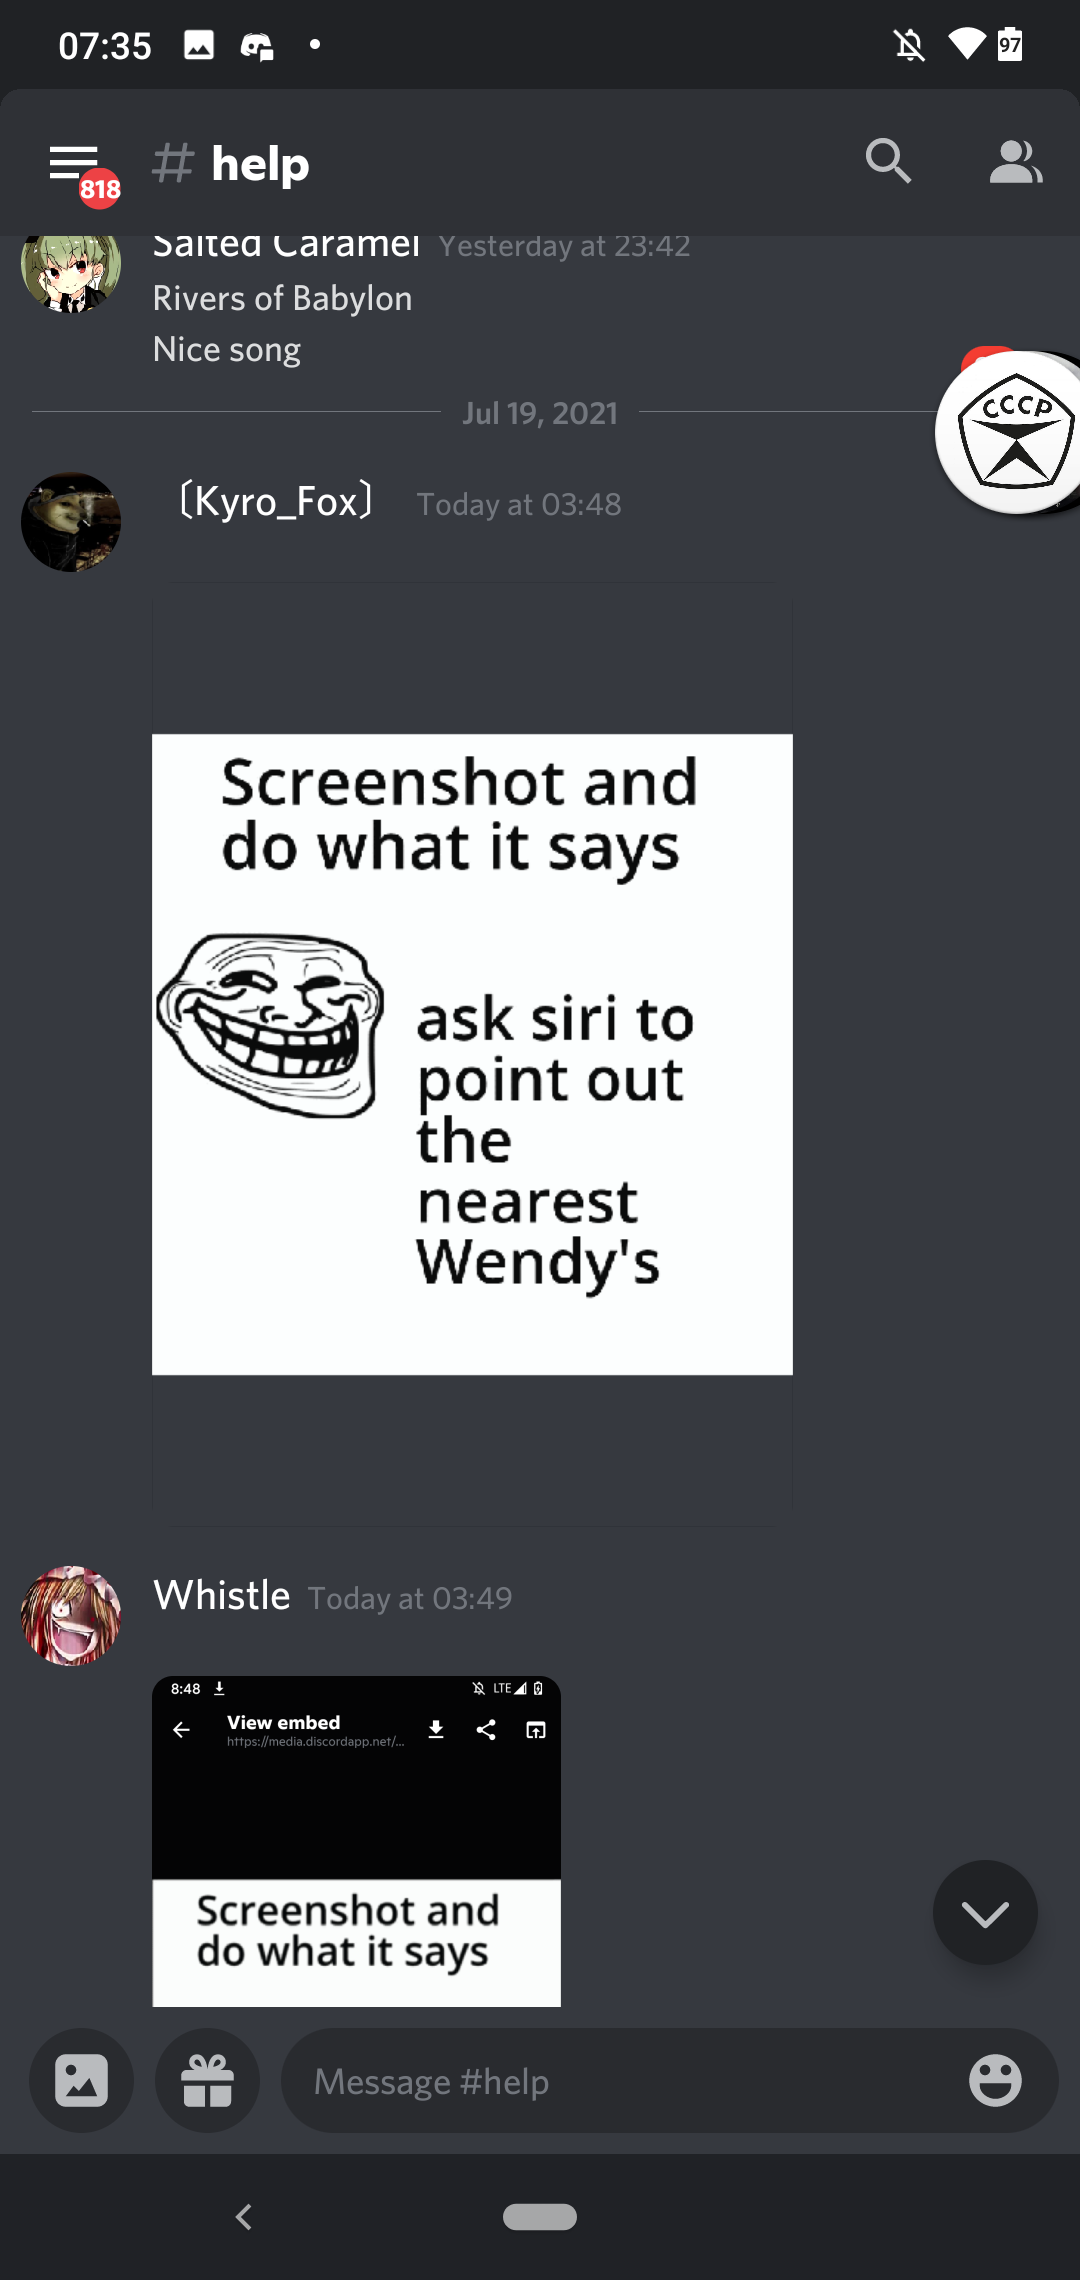 07:35
97
818
# help
Salted Caramel Yesterday at 23:42
Rivers of Babylon
Nice song
Jul 19, 2021
CCCP
〔Kyro_Fox〕 Today at 03:48
Screenshot and
do what it says
ask siri to
point out
the
nearest
Wendy's
Whistle Today at 03:49
8:48 LTE
View embed
https://media.discordapp.net/...
Screenshot and
do what it says
Message #help